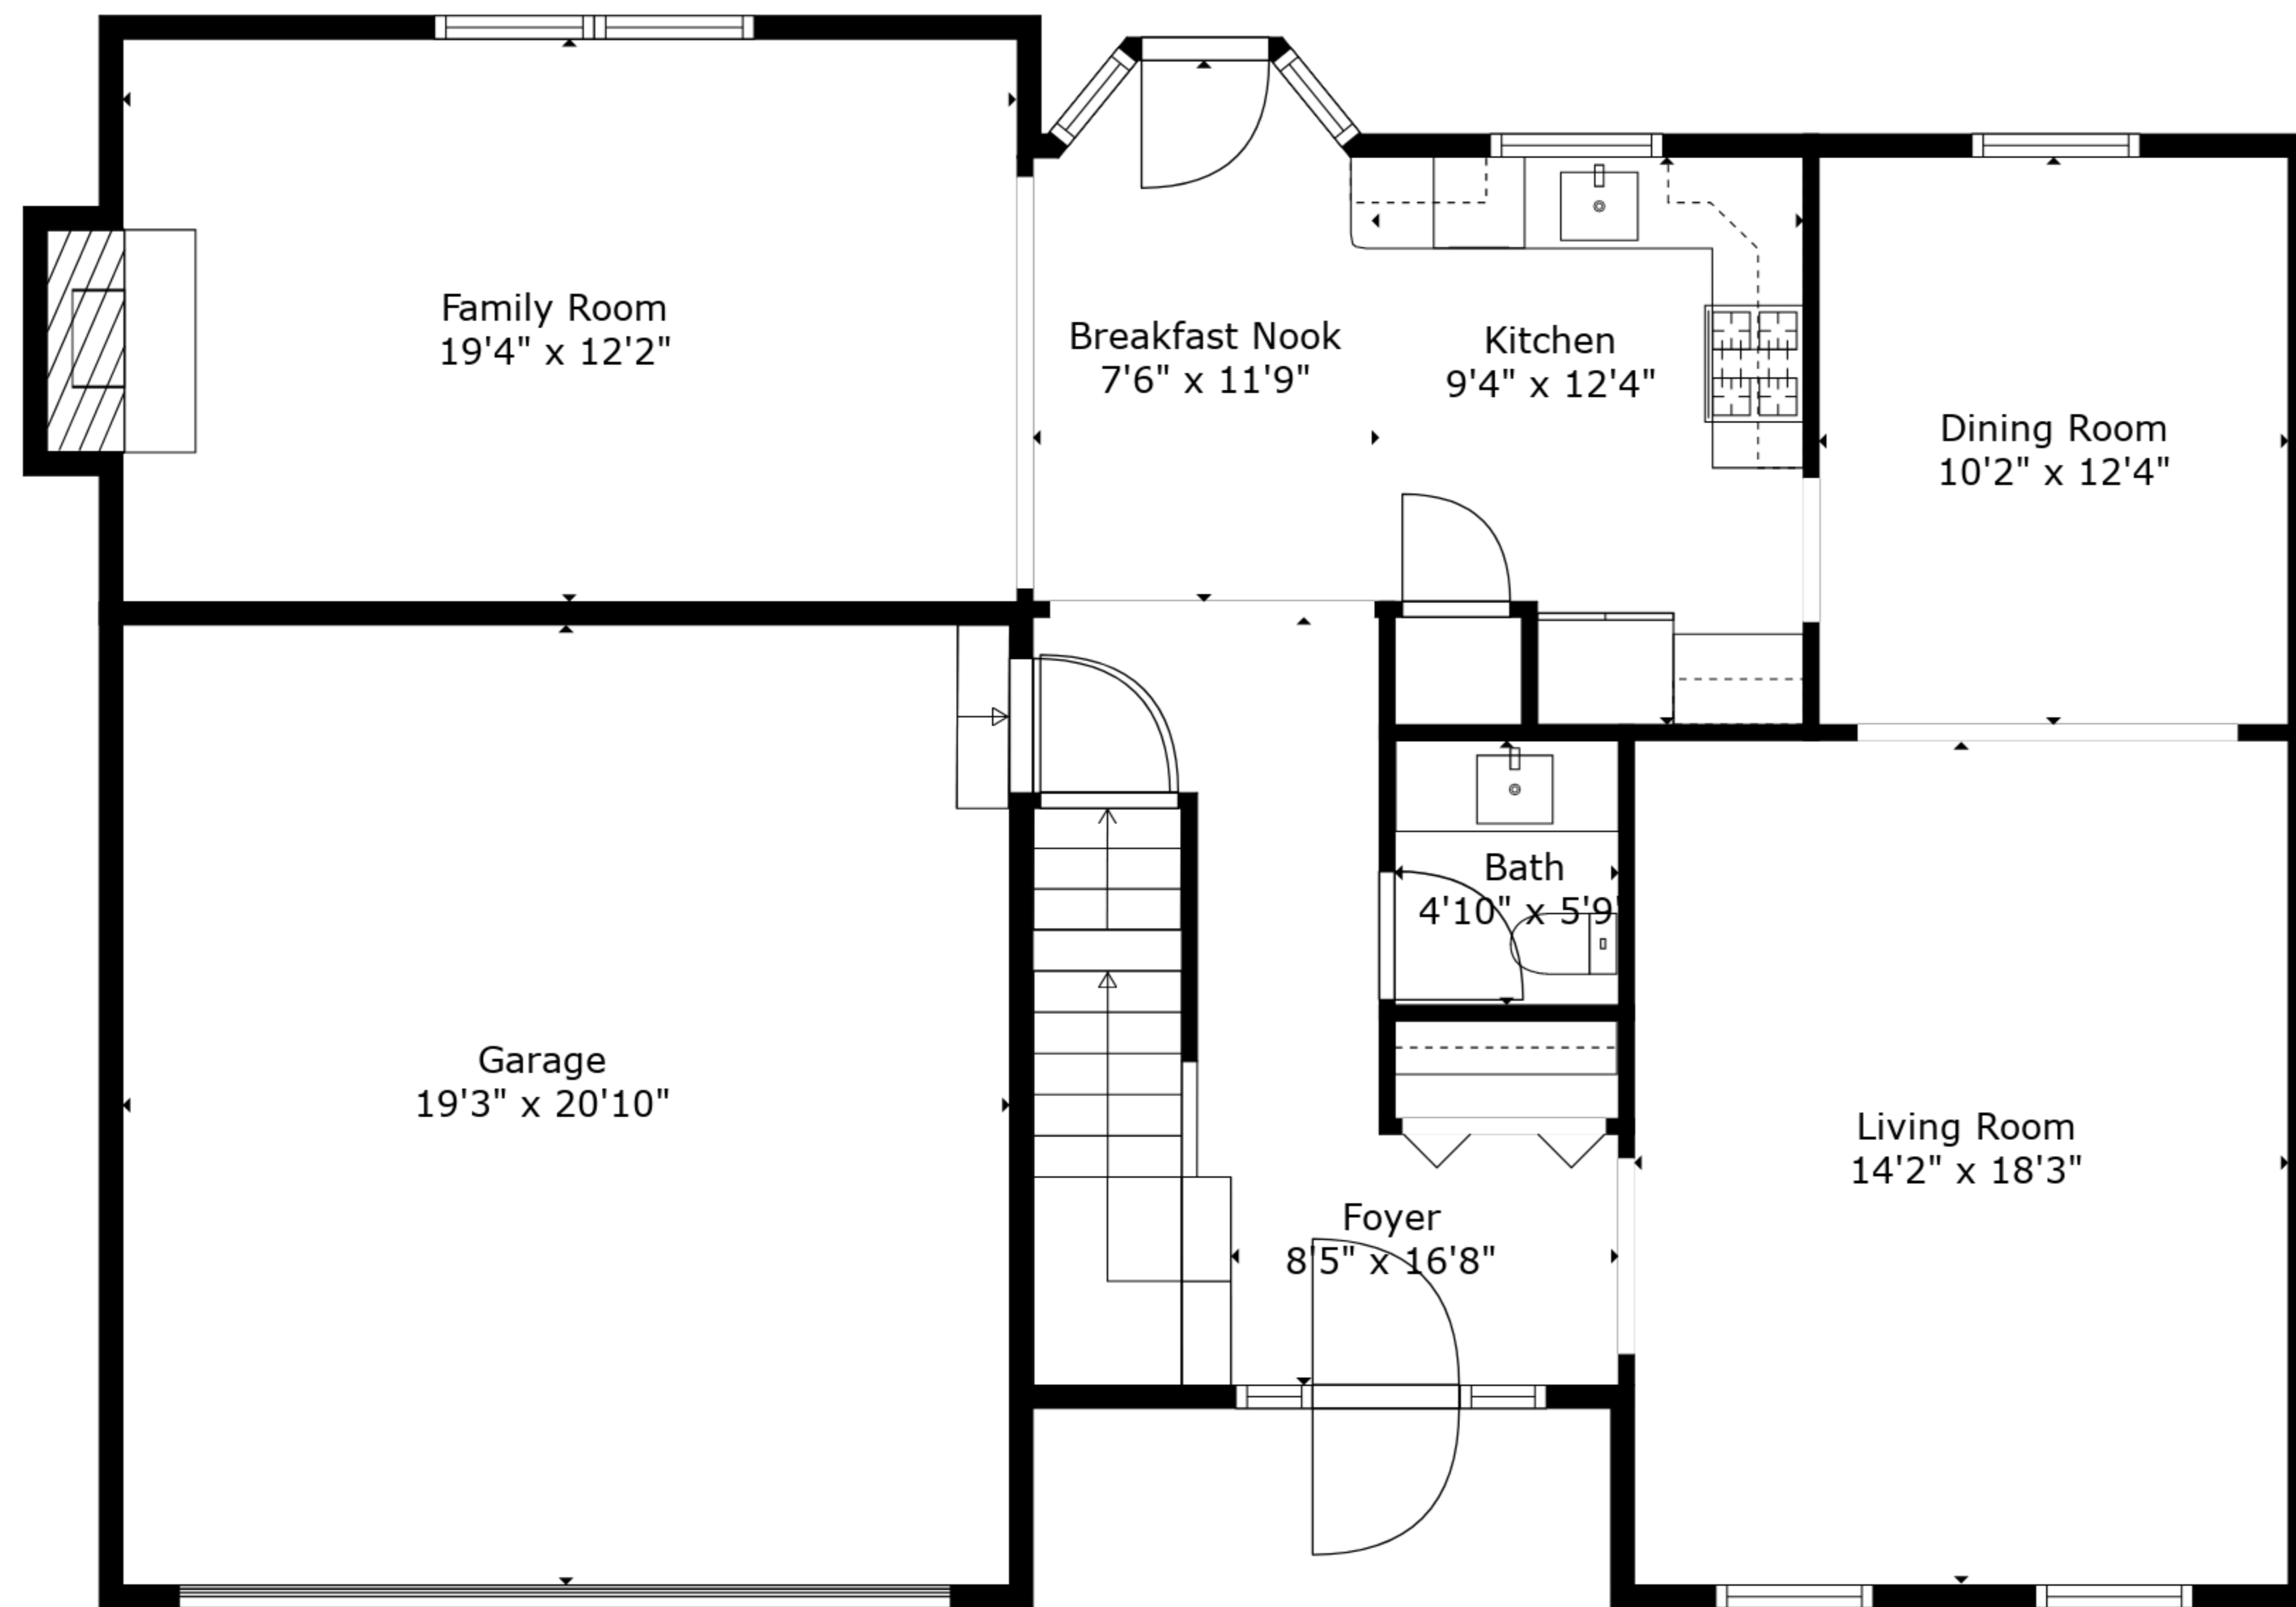 Family Room
19'4" x 12'2"
Breakfast Nook
7'6" x 11'9"
Kitchen
9'4" x 12'4"
Dining Room
10'2" x 12'4"
Bath
4'10" x 5'9"
Garage
19'3" x 20'10"
Living Room
14'2" x 18'3"
Foyer
8'5" x 16'8"